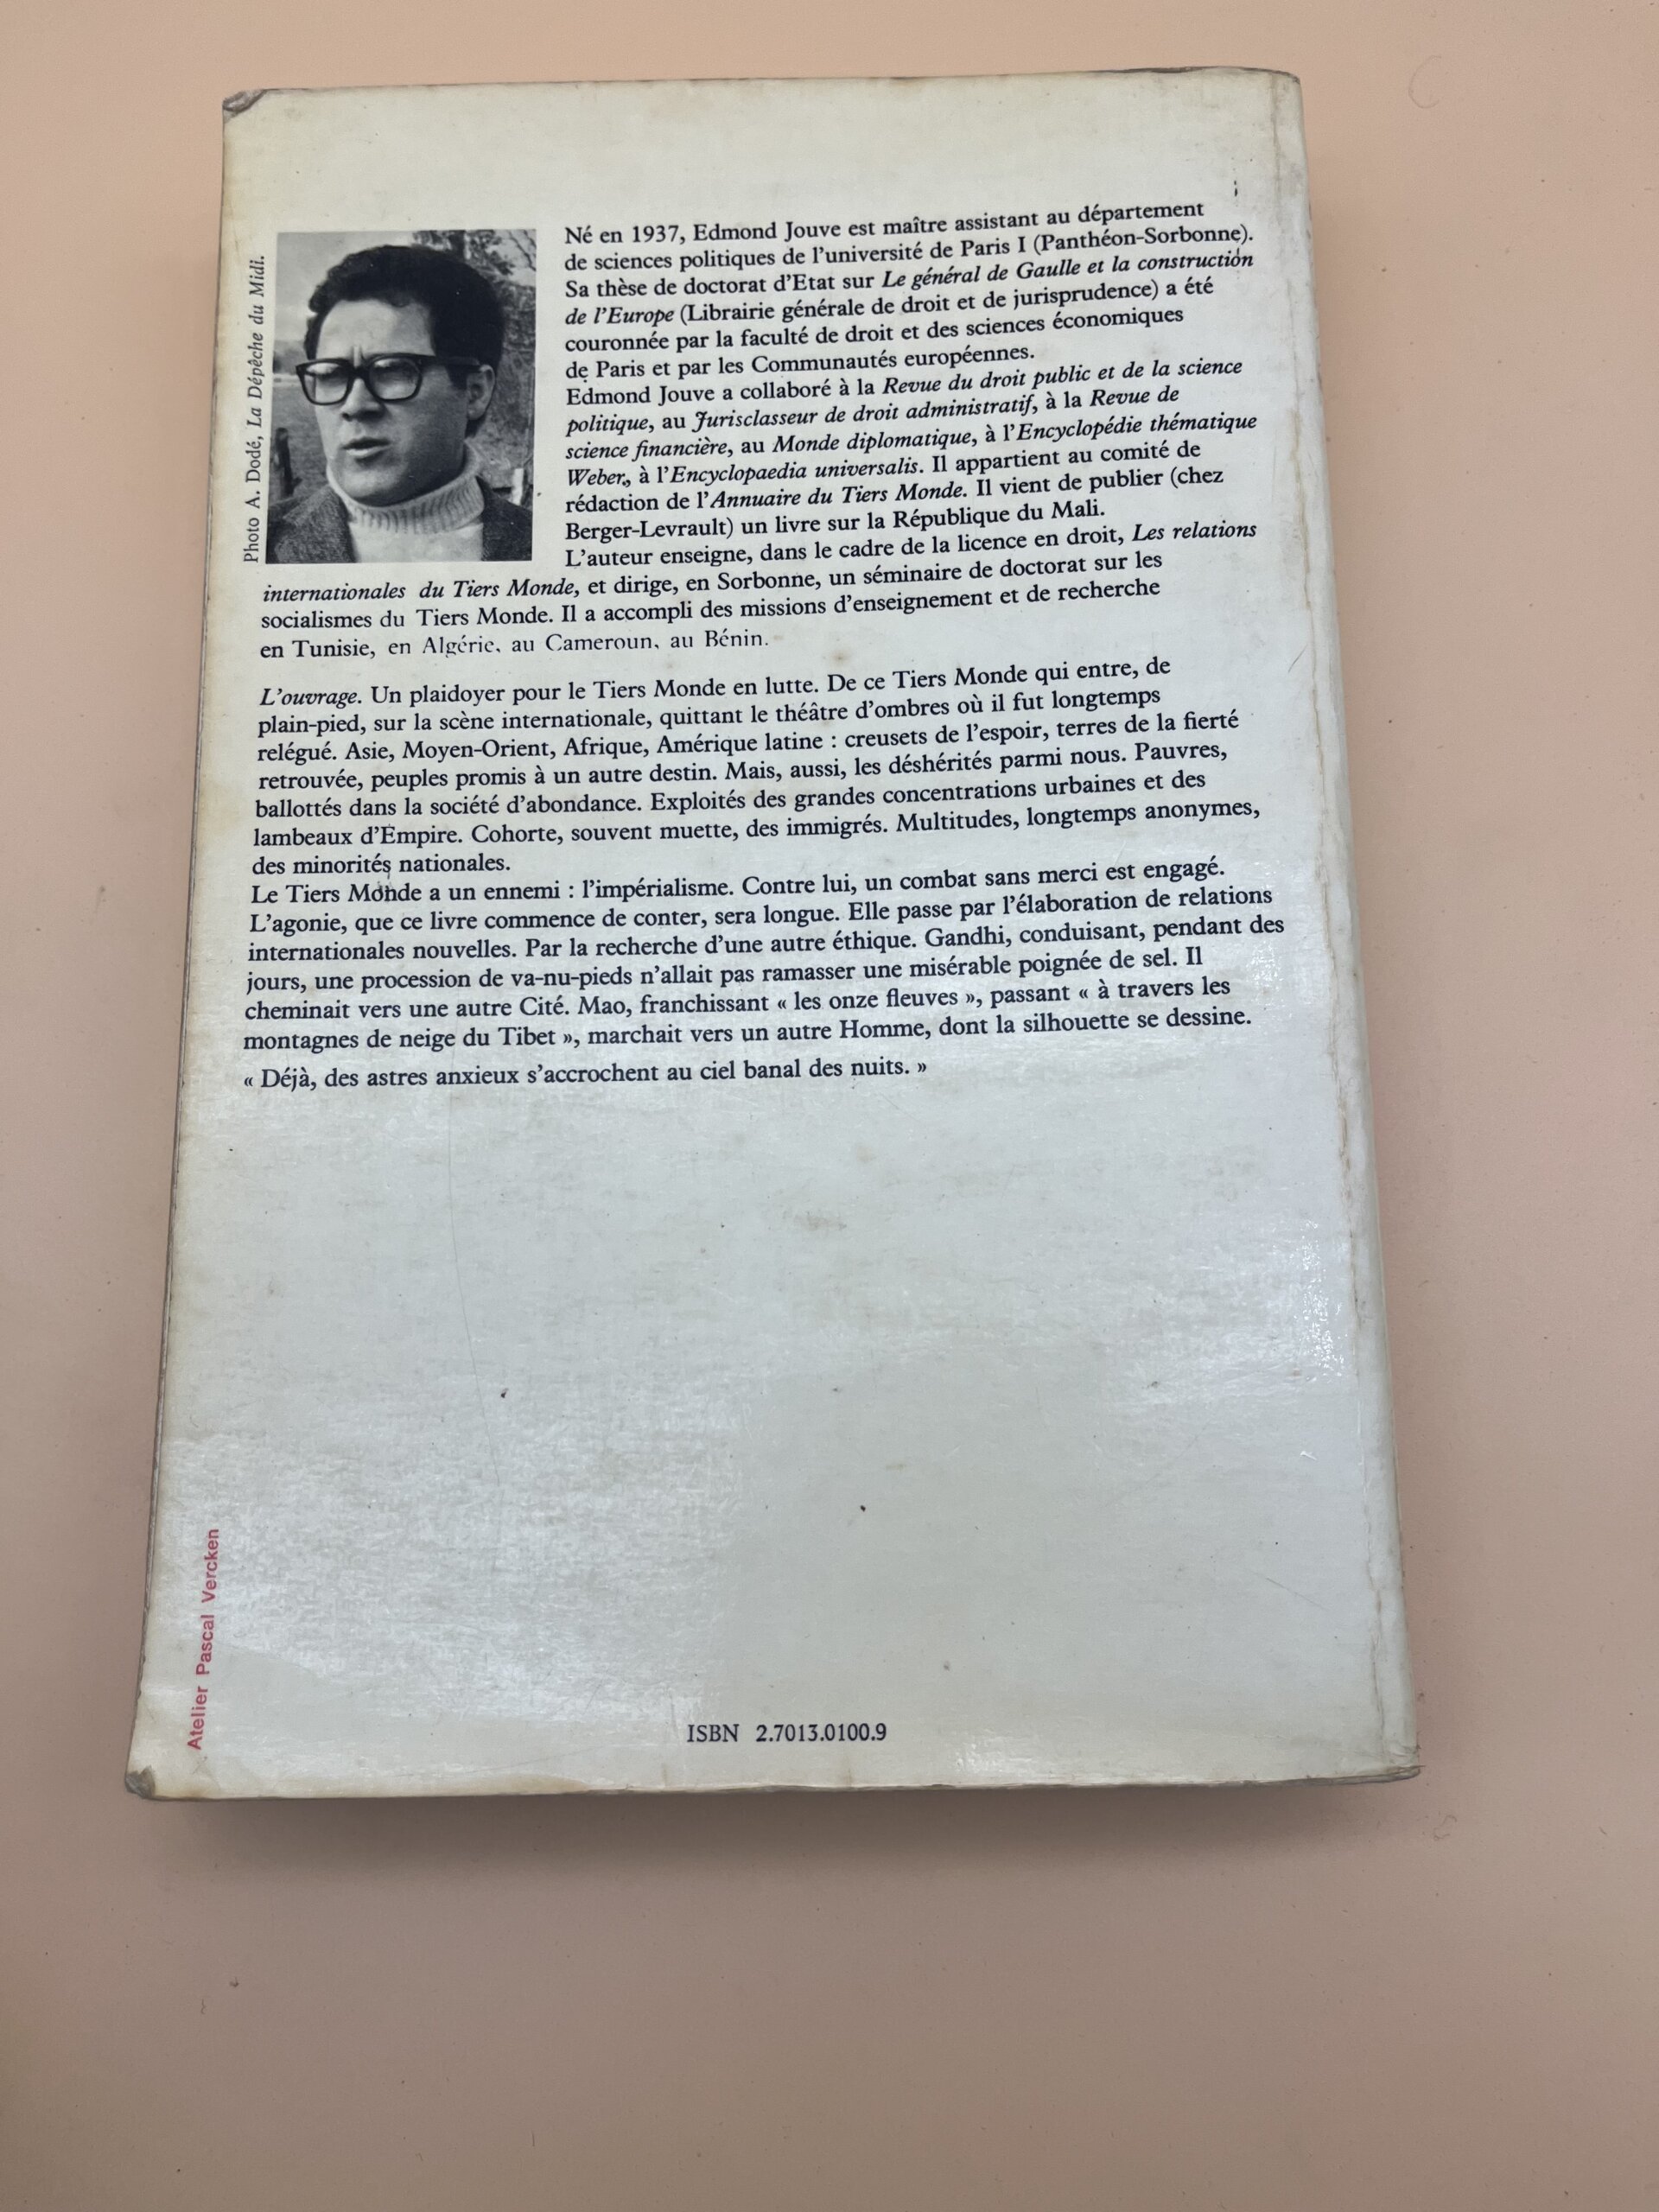 Photo A. Dodé, La Dépêche du Midi.
Né en 1937, Edmond Jouve est maître assistant au département
de sciences politiques de l'université de Paris I (Panthéon-Sorbonne).
Sa thèse de doctorat d'Etat sur Le général de Gaulle et la construction
de l'Europe (Librairie générale de droit et de jurisprudence) a été
couronnée par la faculté de droit et des sciences économiques
de Paris et par les Communautés européennes.
Edmond Jouve a collaboré à la Revue du droit public et de la science
politique, au Jurisclasseur de droit administratif, à la Revue de
science financière, au Monde diplomatique, à l'Encyclopédie thématique
Weber, à l'Encyclopaedia universalis. Il appartient au comité de
rédaction de l'Annuaire du Tiers Monde. Il vient de publier (chez
Berger-Levrault) un livre sur la République du Mali.
L'auteur enseigne, dans le cadre de la licence en droit, Les relations
internationales du Tiers Monde, et dirige, en Sorbonne, un séminaire de doctorat sur les
socialismes du Tiers Monde. Il a accompli des missions d'enseignement et de recherche
en Tunisie, en Algérie, au Cameroun, au Bénin.
L'ouvrage. Un plaidoyer pour le Tiers Monde en lutte. De ce Tiers Monde qui entre, de
plain-pied, sur la scène internationale, quittant le théâtre d'ombres où il fut longtemps
relégué. Asie, Moyen-Orient, Afrique, Amérique latine : creusets de l'espoir, terres de la fierté
retrouvée, peuples promis à un autre destin. Mais, aussi, les déshérités parmi nous. Pauvres,
ballottés dans la société d'abondance. Exploités des grandes concentrations urbaines et des
lambeaux d'Empire. Cohorte, souvent muette, des immigrés. Multitudes, longtemps anonymes,
des minorités nationales.
Le Tiers Monde a un ennemi : l'impérialisme. Contre lui, un combat sans merci est engagé.
L'agonie, que ce livre commence de conter, sera longue. Elle passe par l'élaboration de relations
internationales nouvelles. Par la recherche d'une autre éthique. Gandhi, conduisant, pendant des
jours, une procession de va-nu-pieds n'allait pas ramasser une misérable poignée de sel. Il
cheminait vers une autre Cité. Mao, franchissant « les onze fleuves », passant « à travers les
montagnes de neige du Tibet », marchait vers un autre Homme, dont la silhouette se dessine.
« Déjà, des astres anxieux s'accrochent au ciel banal des nuits. »
Atelier Pascal Vercken
ISBN 2.7013.0100.9